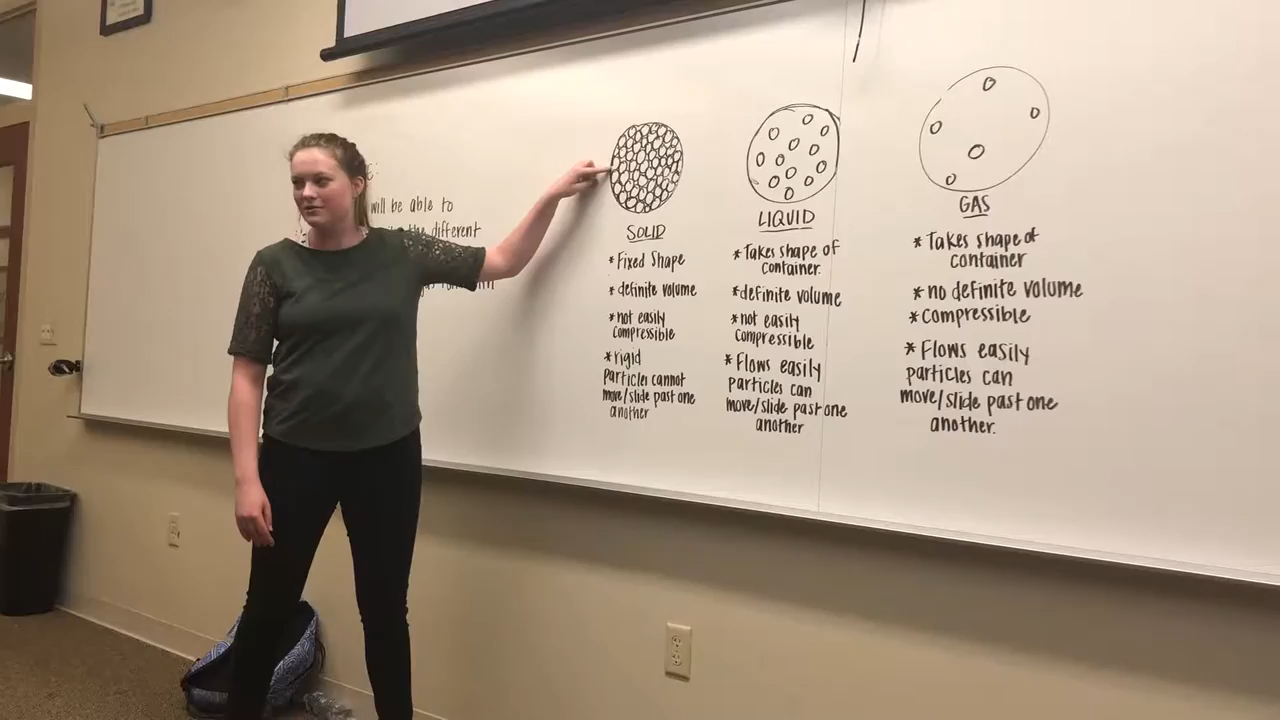 will be able to
the different
SOLID
*Fixed Shape
*definite volume
*not easily
compressible
*rigid
particles cannot
move/slide past one
another
LIQUID
*Takes shape of
container.
*definite volume
*not easily
compressible
*Flows easily
particles can
move/slide past one
another
GAS
*Takes shape of
container
*no definite volume
*compressible
*Flows easily
particles can
move/slide past one
another.